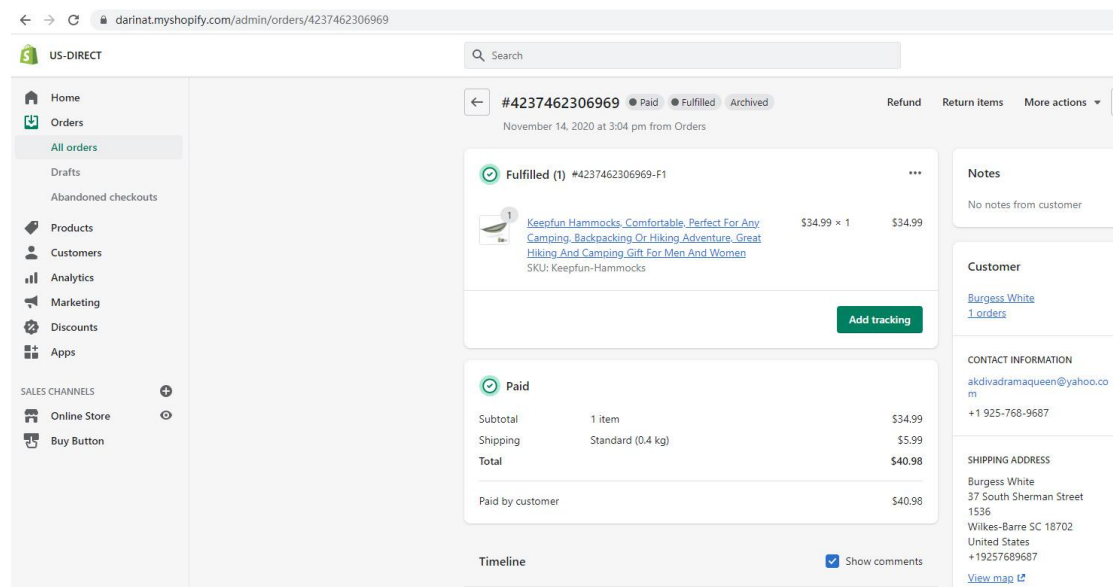 darinat.myshopify.com/admin/orders/4237462306969
US-DIRECT
Search
Home
Orders
All orders
Drafts
Abandoned checkouts
Products
Customers
Analytics
Marketing
Discounts
Apps
SALES CHANNELS
Online Store
Buy Button
#4237462306969 Paid Fulfilled Archived
Refund Return items More actions
November 14, 2020 at 3:04 pm from Orders
Fulfilled (1) #4237462306969-F1
1
Keepfun Hammocks, Comfortable, Perfect For Any $34.99 × 1 $34.99
Camping, Backpacking Or Hiking Adventure, Great
Hiking And Camping Gift For Men And Women
SKU: Keepfun-Hammocks
Add tracking
Paid
Subtotal 1 item $34.99
Shipping Standard (0.4 kg) $5.99
Total $40.98
Paid by customer $40.98
Timeline Show comments
Notes
No notes from customer
Customer
Burgess White
1 orders
CONTACT INFORMATION
akdivadramaqueen@yahoo.co
m
+1 925-768-9687
SHIPPING ADDRESS
Burgess White
37 South Sherman Street
1536
Wilkes-Barre SC 18702
United States
+19257689687
View map